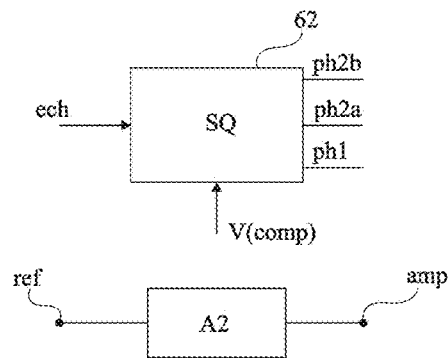 62
ph2b
ech
SQ
ph2a
ph1
V(comp)
ref
amp
A2